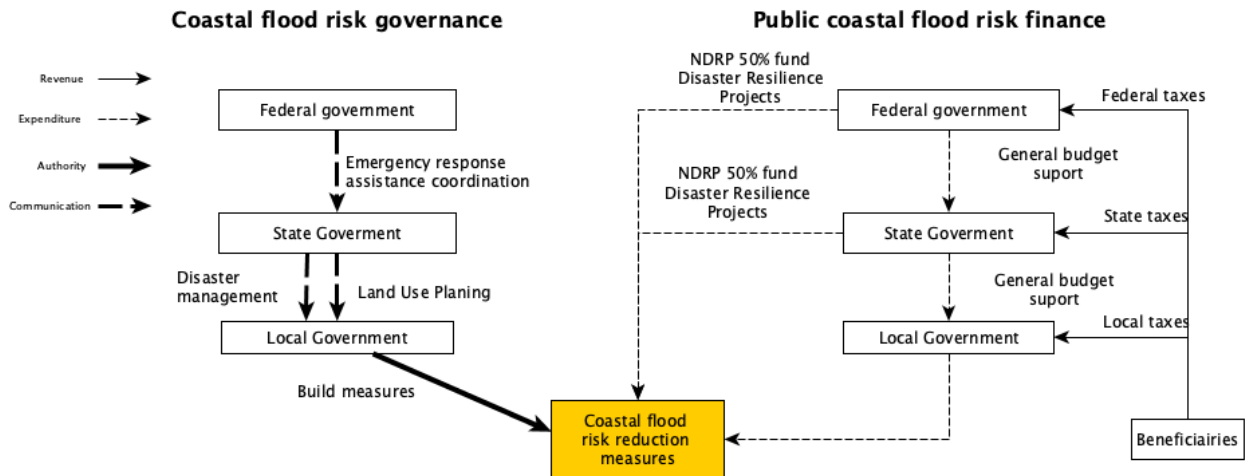 Coastal flood risk governance
Public coastal flood risk finance
Revenue
Expenditure
Authority
Communication
Federal government
Emergency response
assistance coordination
State Goverment
Disaster
management
Land Use Planing
Local Government
Build measures
NDRP 50% fund
Disaster Resilience
Projects
Federal government
Federal taxes
General budget
suport
NDRP 50% fund
Disaster Resilience
Projects
State Goverment
State taxes
General budget
suport
Local Government
Local taxes
Coastal flood
risk reduction
measures
Beneficiairies